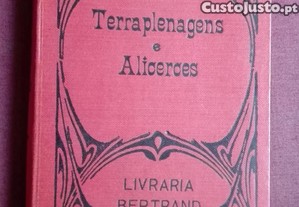 CustoJusto.pt
Terraplenagens
e
Alicerces
LIVRARIA
BERTRAND